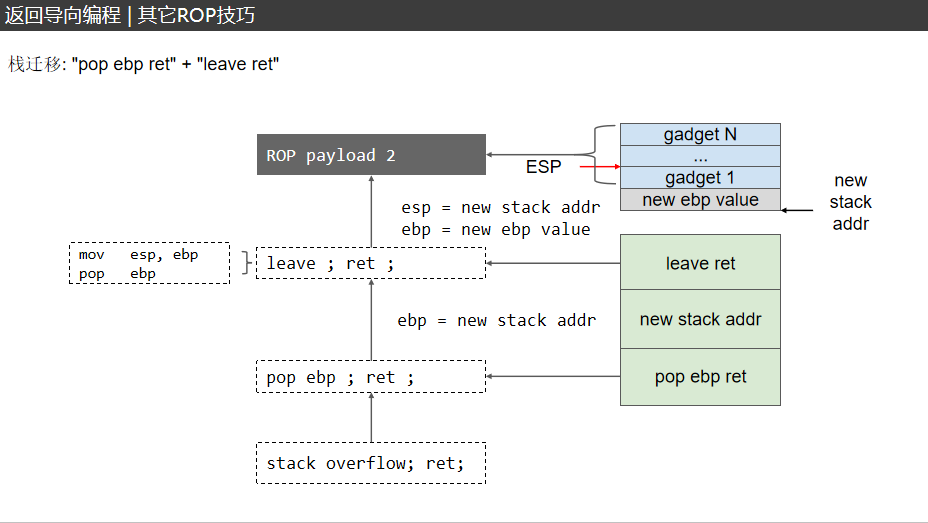 返回导向编程 | 其它ROP技巧
栈迁移: "pop ebp ret" + "leave ret"
ROP payload 2
ESP
gadget N
...
gadget 1
new ebp value
new
stack
addr
esp = new stack addr
ebp = new ebp value
mov esp, ebp
pop ebp
leave ; ret ;
leave ret
ebp = new stack addr
new stack addr
pop ebp ; ret ;
pop ebp ret
stack overflow; ret;